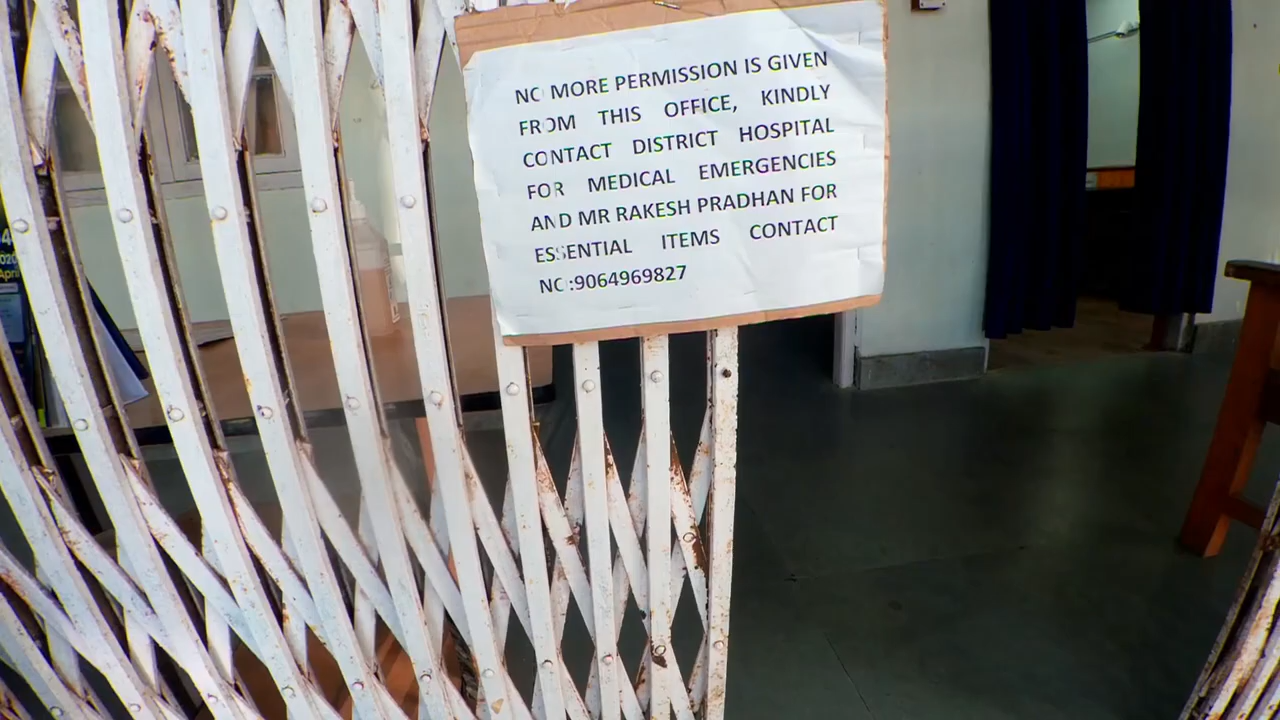 NO MORE PERMISSION IS GIVEN
FROM THIS OFFICE, KINDLY
CONTACT DISTRICT HOSPITAL
FOR MEDICAL EMERGENCIES
AND MR RAKESH PRADHAN FOR
ESSENTIAL ITEMS CONTACT
NO:9064969827
April